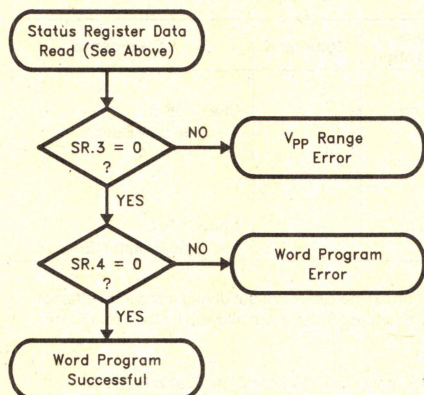 Status Register Data
Read (See Above)
SR.3 = 0
?
NO
VPP Range
Error
YES
SR.4 = 0
?
NO
Word Program
Error
YES
Word Program
Successful